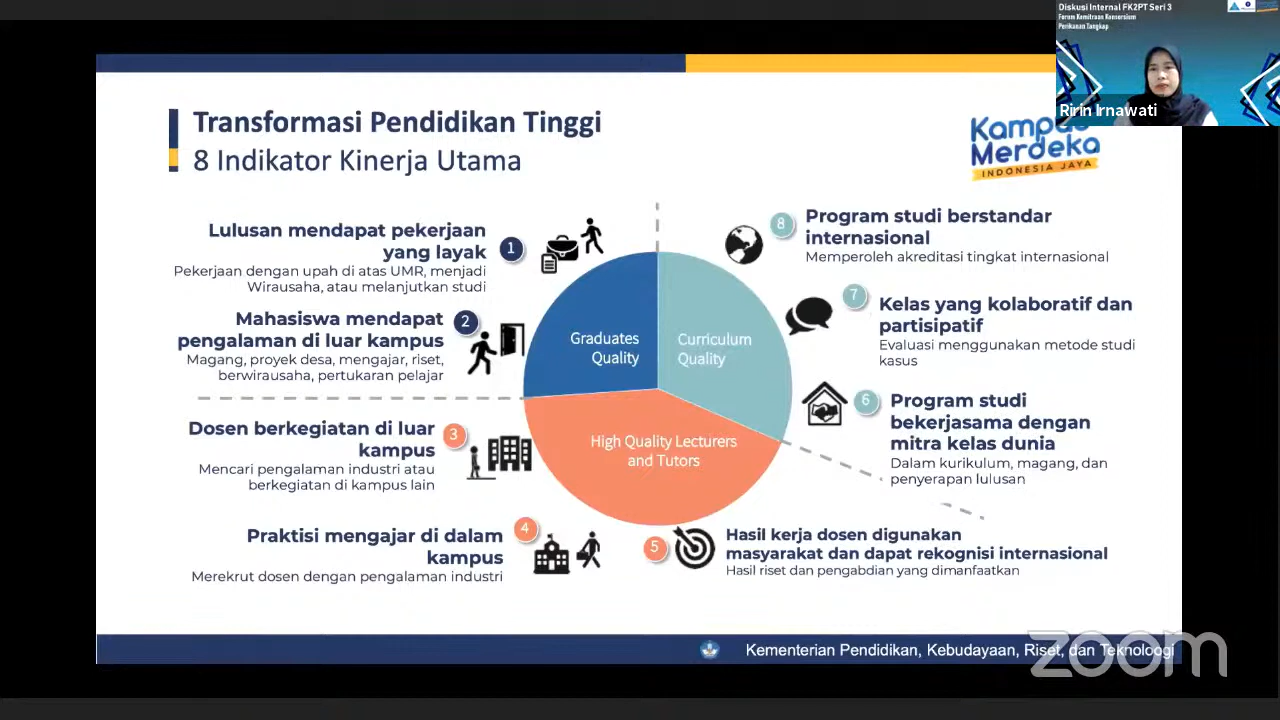 Diskusi Internal FK2PT Seri 3
Forum Kemitraan Konsorsium
Perikanan Tangkap
Ririn Irnawati
Transformasi Pendidikan Tinggi
8 Indikator Kinerja Utama
Kampus
Merdeka
INDONESIA JAYA
Lulusan mendapat pekerjaan
yang layak
Pekerjaan dengan upah di atas UMR, menjadi
Wirausaha, atau melanjutkan studi
1
Mahasiswa mendapat
pengalaman di luar kampus
Magang, proyek desa, mengajar, riset,
berwirausaha, pertukaran pelajar
2
Dosen berkegiatan di luar
kampus
Mencari pengalaman industri atau
berkegiatan di kampus lain
3
Praktisi mengajar di dalam
kampus
Merekrut dosen dengan pengalaman industri
4
Graduates
Quality
Curriculum
Quality
High Quality Lecturers
and Tutors
8
Program studi berstandar
internasional
Memperoleh akreditasi tingkat internasional
7
Kelas yang kolaboratif dan
partisipatif
Evaluasi menggunakan metode studi
kasus
6
Program studi
bekerjasama dengan
mitra kelas dunia
Dalam kurikulum, magang, dan
penyerapan lulusan
5
Hasil kerja dosen digunakan
masyarakat dan dapat rekognisi internasional
Hasil riset dan pengabdian yang dimanfaatkan
Kementerian Pendidikan, Kebudayaan, Riset, dan Teknoloogi
zoom